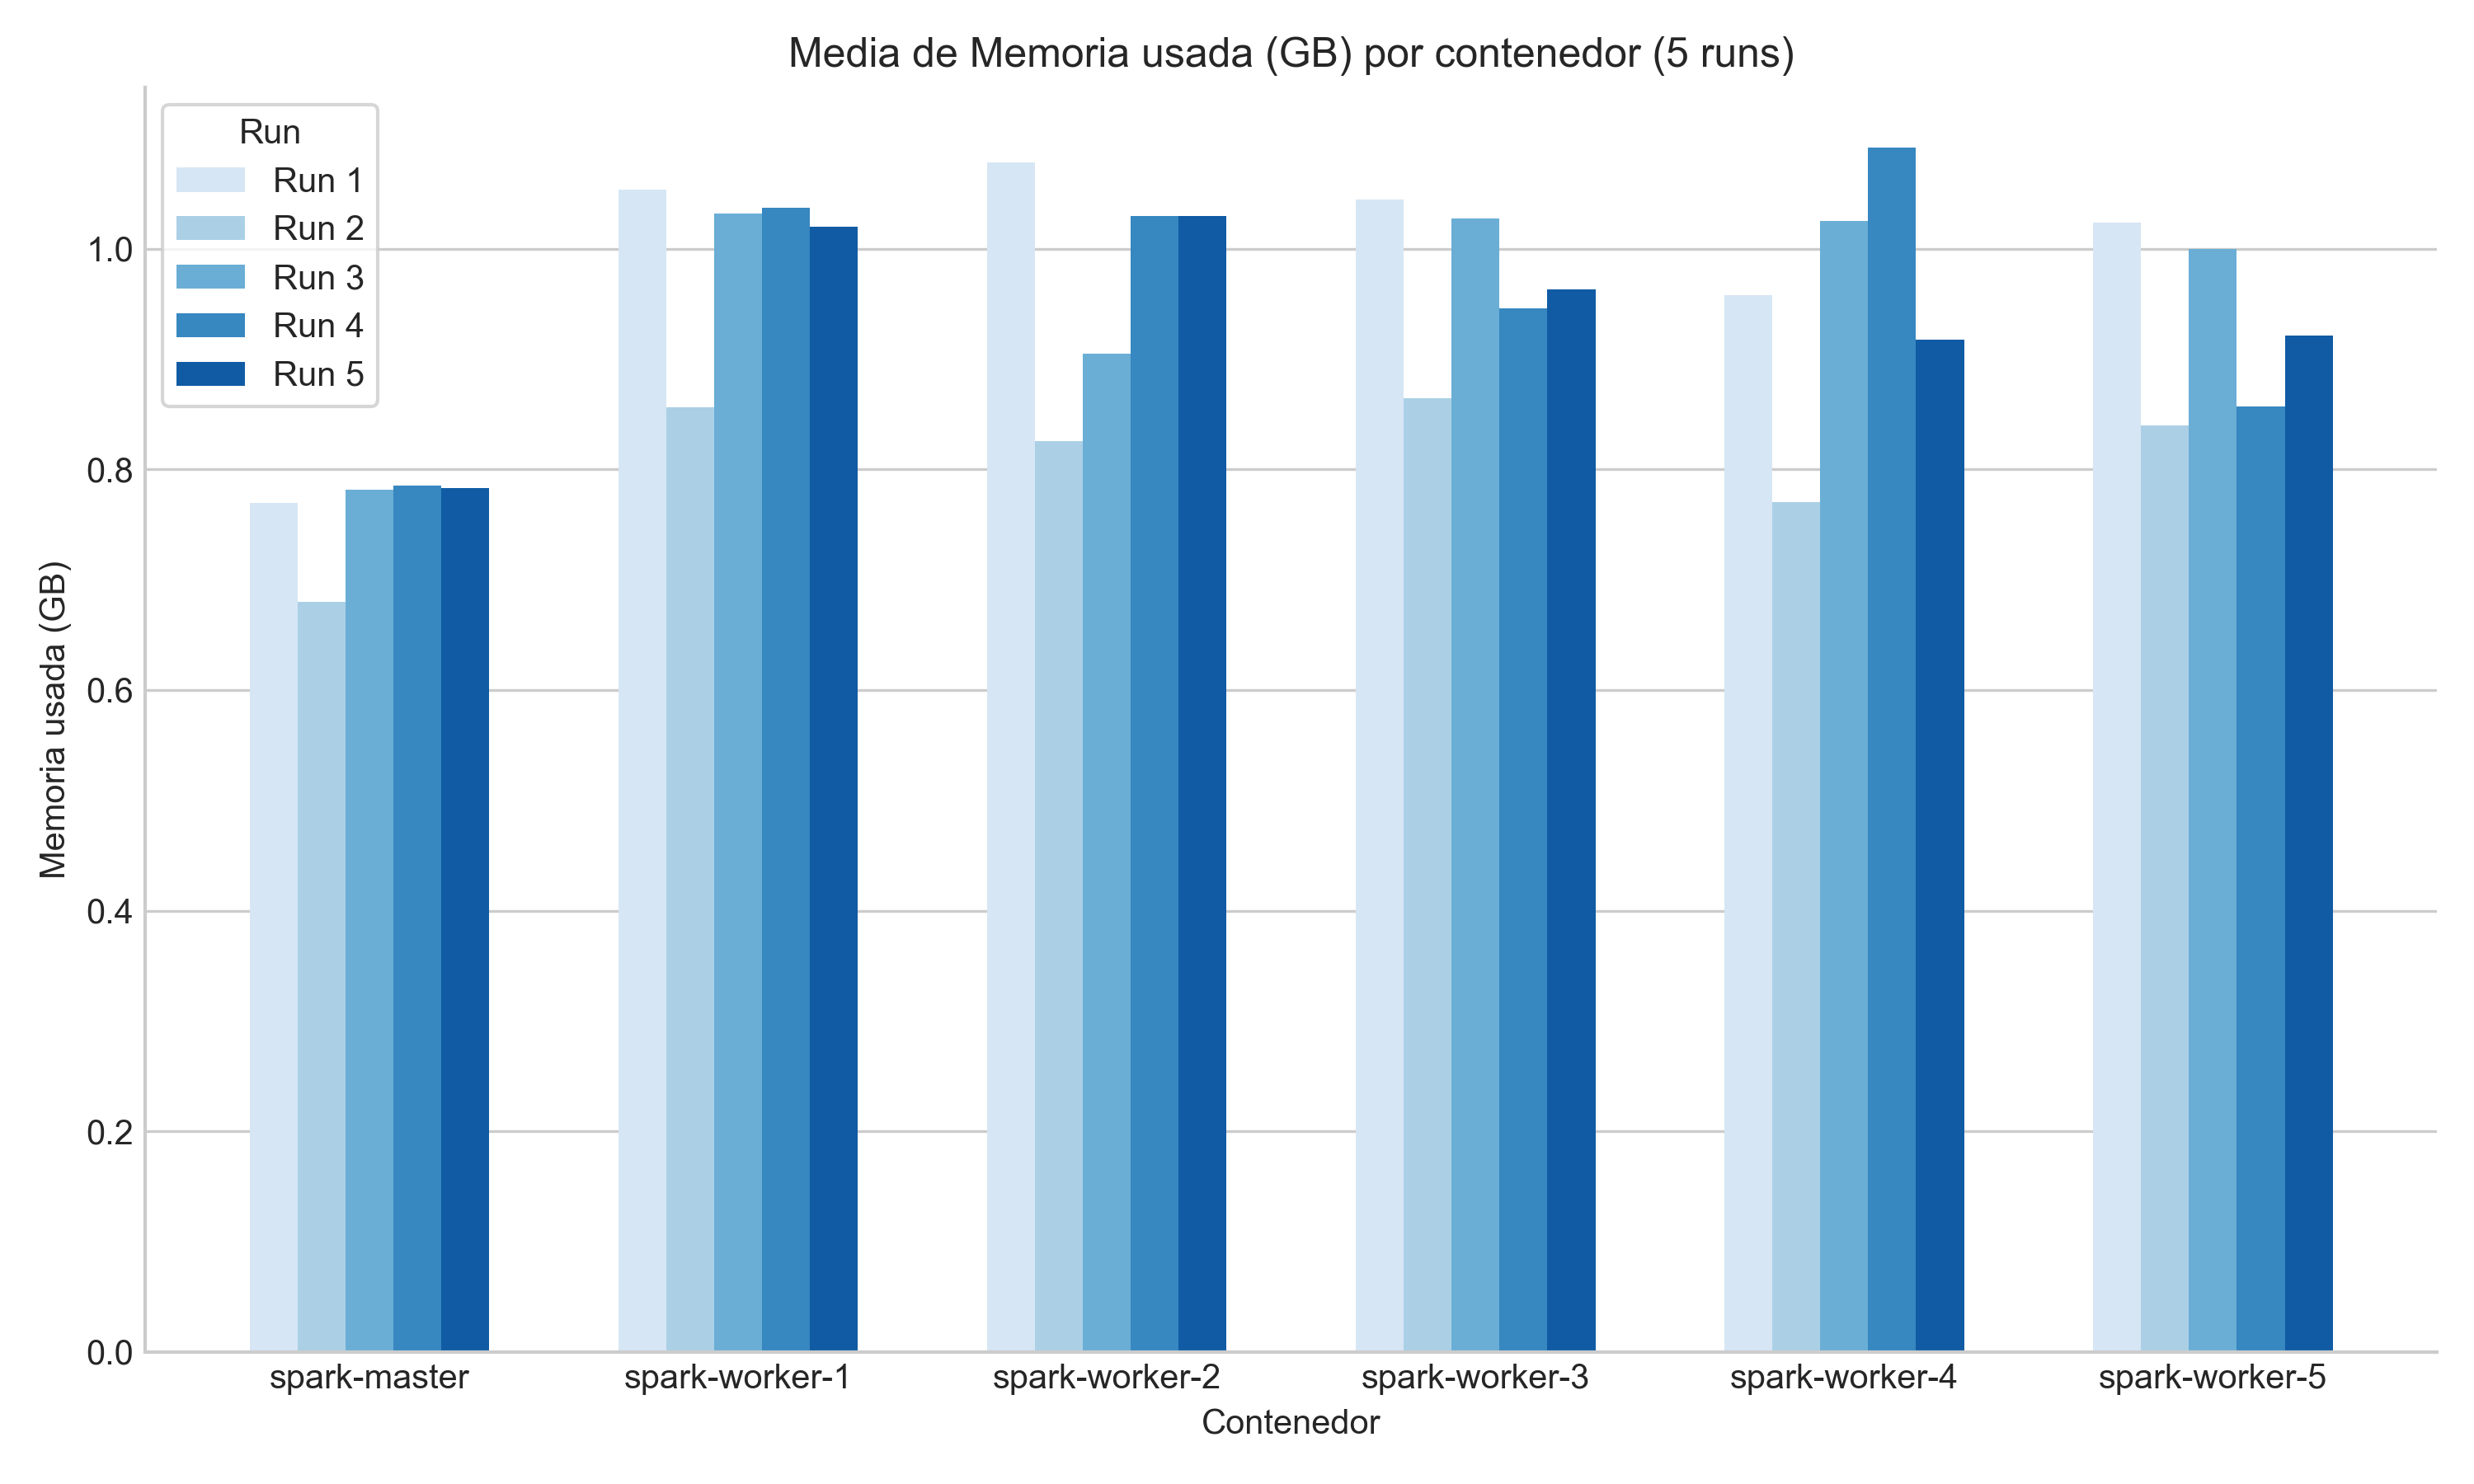 Media de Memoria usada (GB) por contenedor (5 runs)
Run
Run 1
Run 2
Run 3
Run 4
Run 5
Memoria usada (GB)
1.0
0.8
0.6
0.4
0.2
0.0
spark-master
spark-worker-1
spark-worker-2
spark-worker-3
spark-worker-4
spark-worker-5
Contenedor